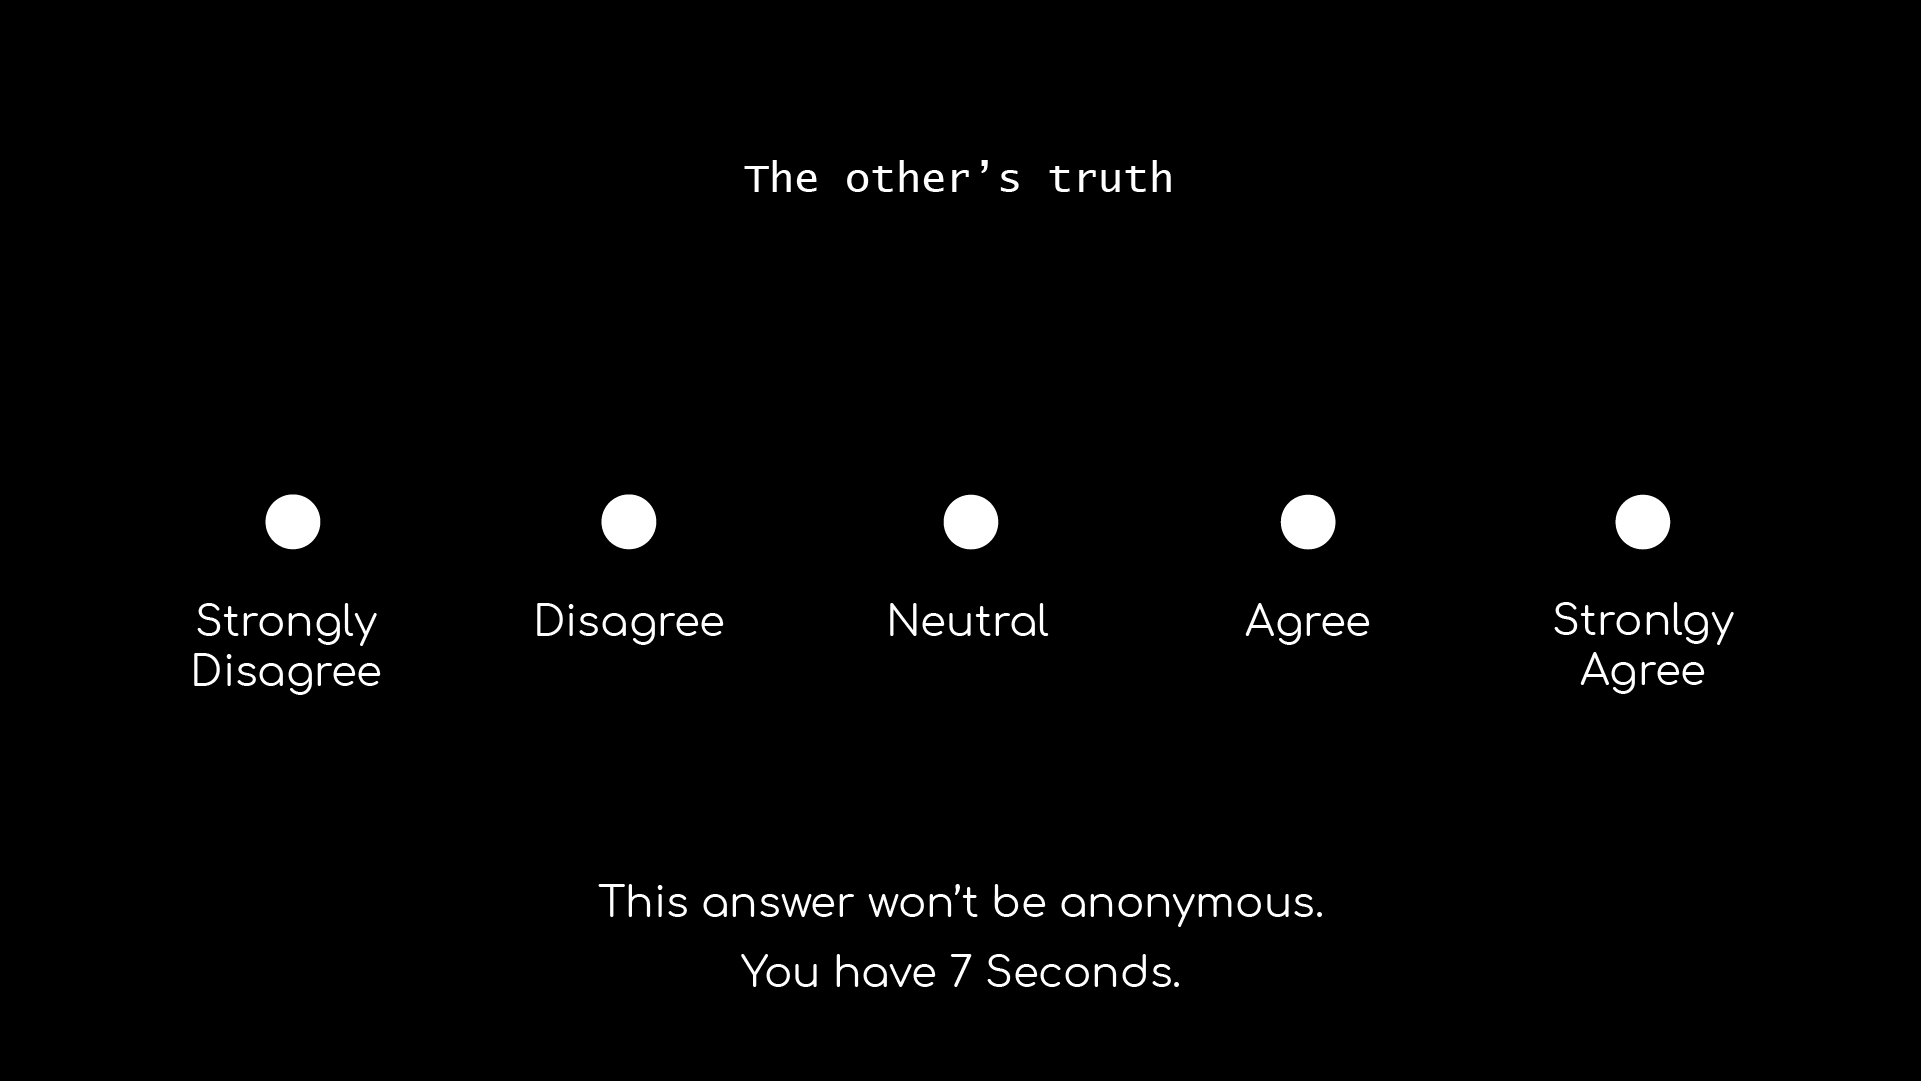 The other’s truth
Strongly
Disagree
Disagree
Neutral
Agree
Stronlgy
Agree
This answer won’t be anonymous.
You have 7 Seconds.